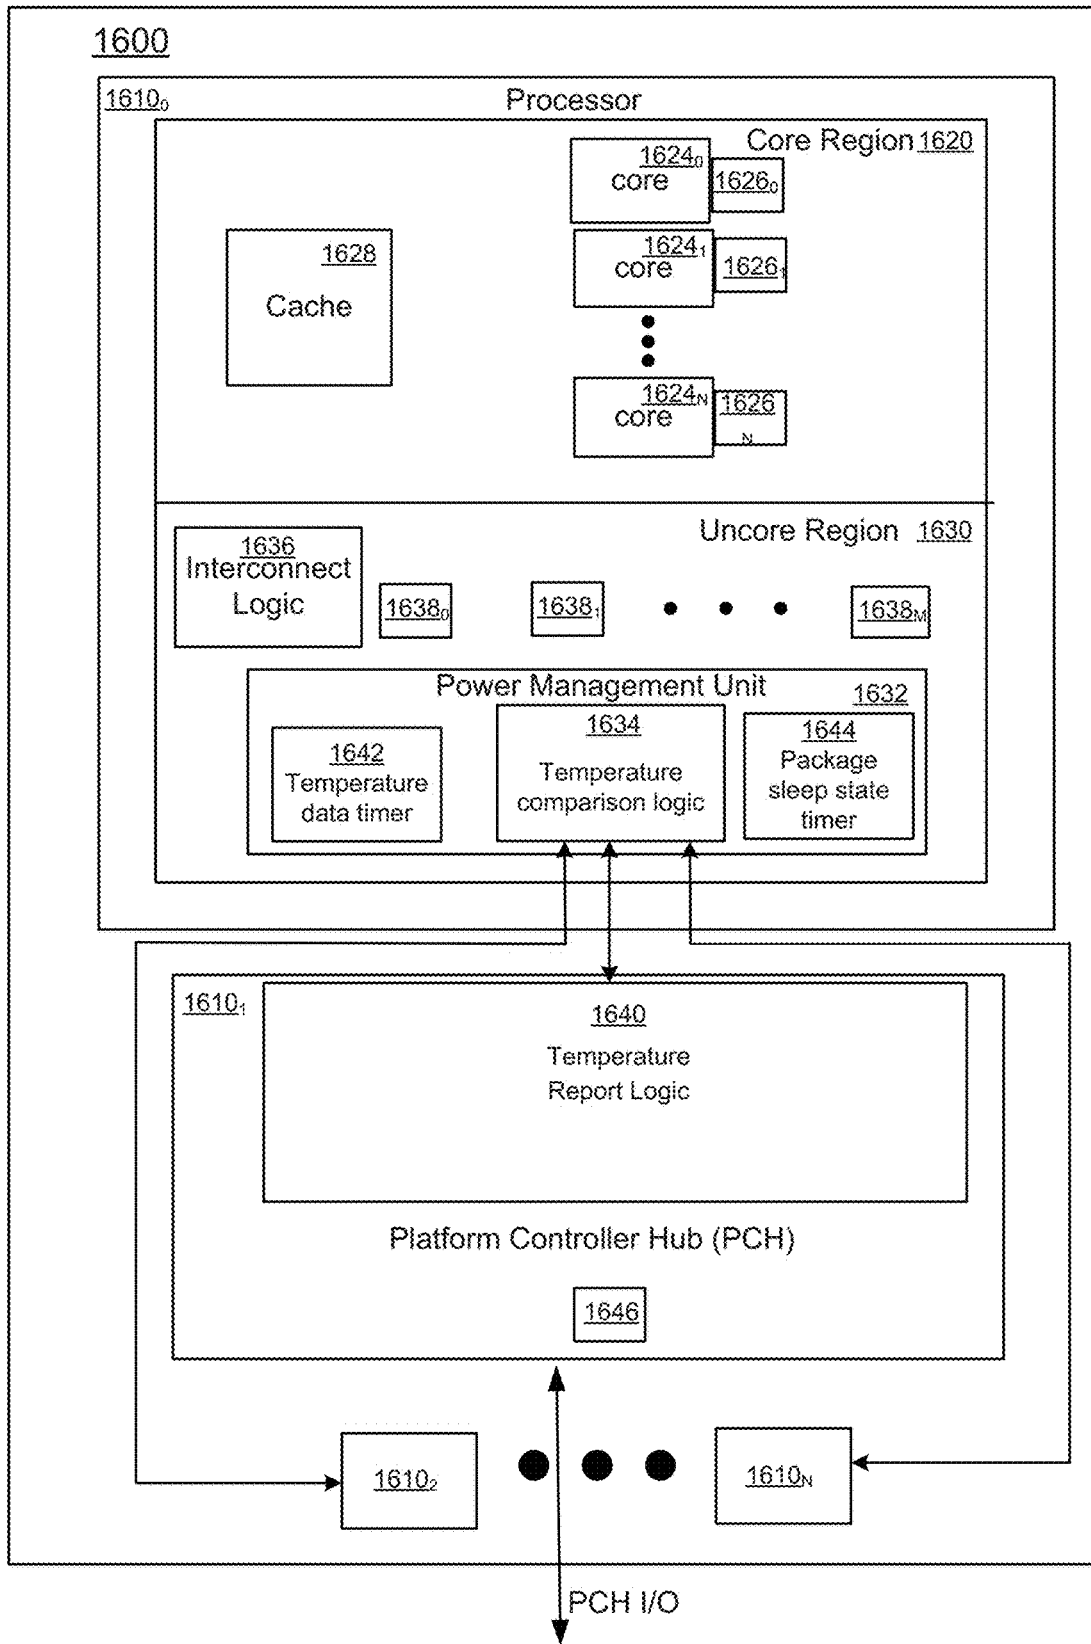 1600
1610₀
Processor
Core Region 1620
1624₀
core
1626₀
1628
Cache
1624₁
core
1626₁
1624N
core
1626
N
Uncore Region 1630
1636
Interconnect
Logic
1638₀
1638₁
1638M
Power Management Unit
1632
1642
Temperature
data timer
1634
Temperature
comparison logic
1644
Package
sleep state
timer
1610₁
1640
Temperature
Report Logic
Platform Controller Hub (PCH)
1646
1610₂
1610N
PCH I/O